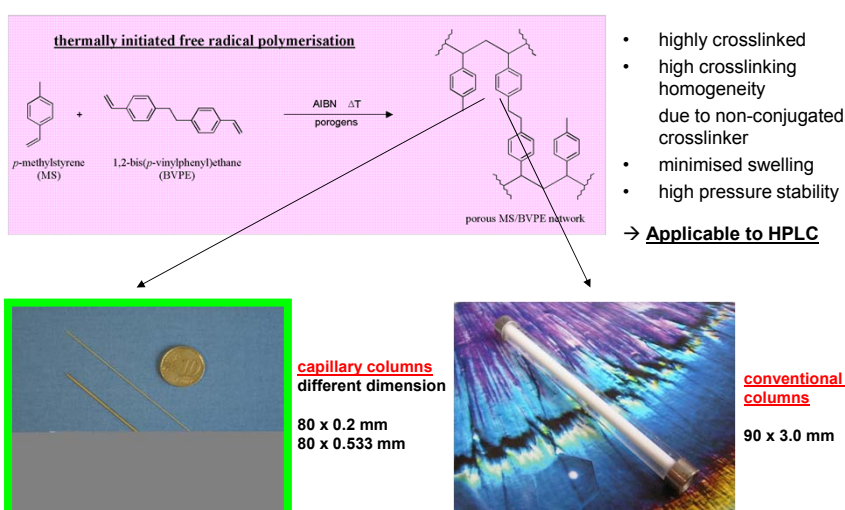 thermally initiated free radical polymerisation
+
AIBN ΔT
porogens
p-methylstyrene
(MS)
1,2-bis(p-vinylphenyl)ethane
(BVPE)
porous MS/BVPE network
• highly crosslinked
• high crosslinking
homogeneity
due to non-conjugated
crosslinker
• minimised swelling
• high pressure stability
→ Applicable to HPLC
capillary columns
different dimension
80 x 0.2 mm
80 x 0.533 mm
10
conventional
columns
90 x 3.0 mm